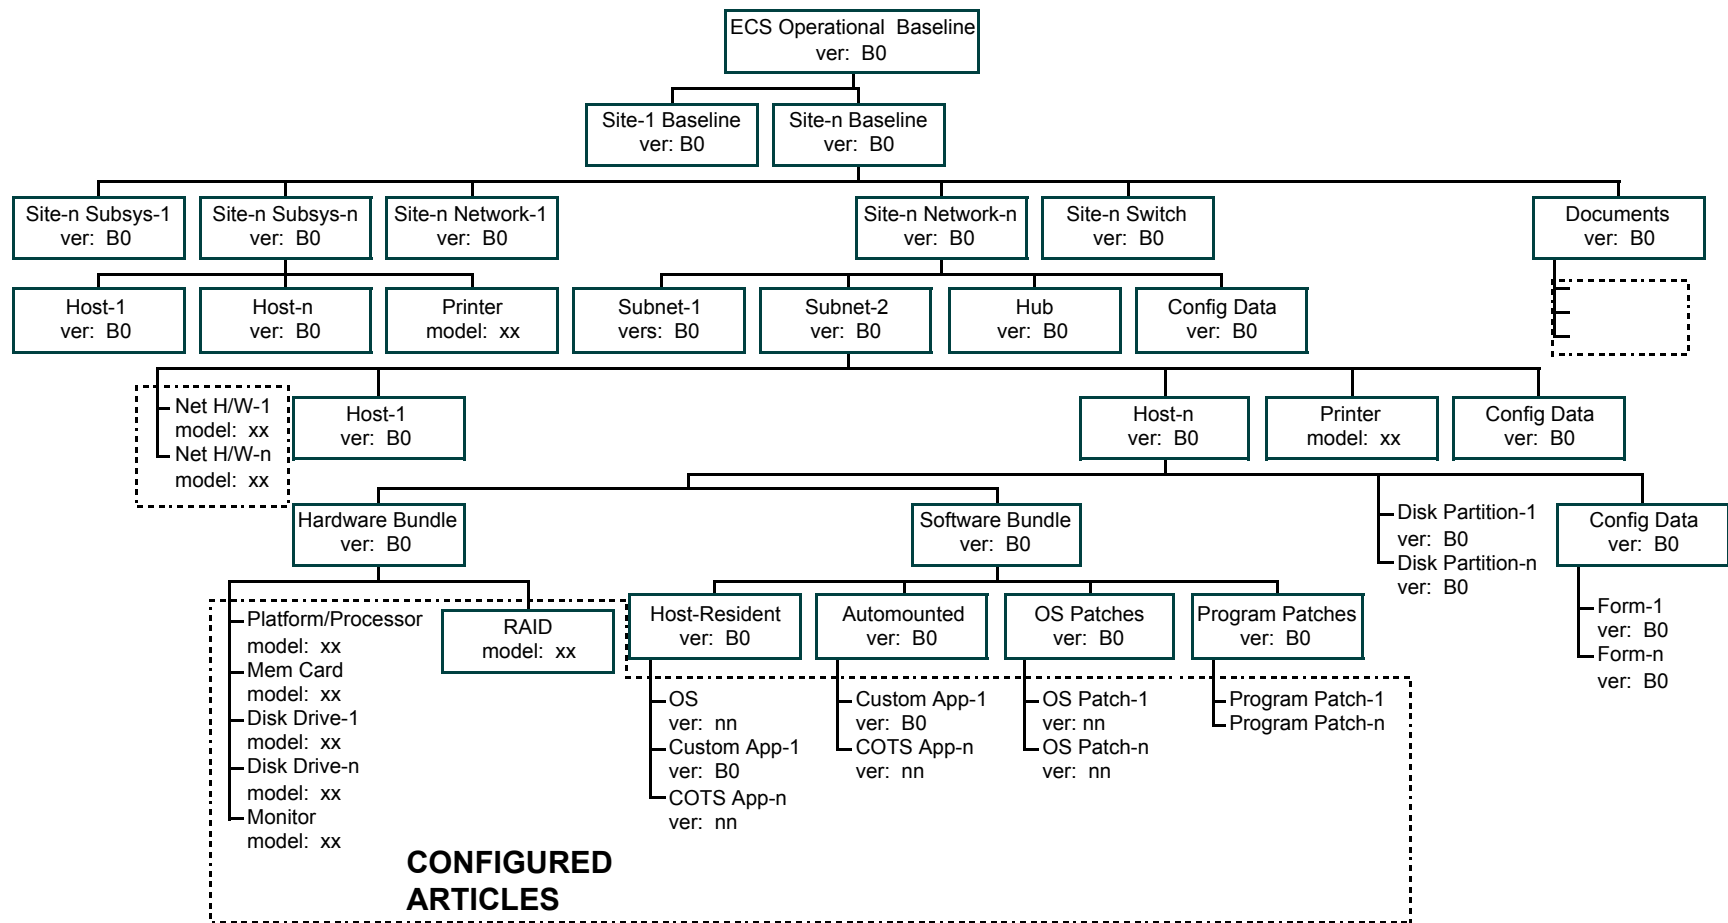 ECS Operational Baseline
ver: B0
Site-1 Baseline
ver: B0
Site-n Baseline
ver: B0
Site-n Subsys-1
ver: B0
Site-n Subsys-n
ver: B0
Site-n Network-1
ver: B0
Site-n Network-n
ver: B0
Site-n Switch
ver: B0
Documents
ver: B0
Host-1
ver: B0
Host-n
ver: B0
Printer
model: xx
Subnet-1
vers: B0
Subnet-2
ver: B0
Hub
ver: B0
Config Data
ver: B0
Net H/W-1
model: xx
Net H/W-n
model: xx
Host-1
ver: B0
Host-n
ver: B0
Printer
model: xx
Config Data
ver: B0
Hardware Bundle
ver: B0
Software Bundle
ver: B0
Disk Partition-1
ver: B0
Disk Partition-n
ver: B0
Config Data
ver: B0
Form-1
ver: B0
Form-n
ver: B0
Platform/Processor
model: xx
Mem Card
model: xx
Disk Drive-1
model: xx
Disk Drive-n
model: xx
Monitor
model: xx
RAID
model: xx
Host-Resident
ver: B0
Automounted
ver: B0
OS Patches
ver: B0
Program Patches
ver: B0
OS
ver: nn
Custom App-1
ver: B0
COTS App-n
ver: nn
Custom App-1
ver: B0
COTS App-n
ver: nn
OS Patch-1
ver: nn
OS Patch-n
ver: nn
Program Patch-1
Program Patch-n
CONFIGURED
ARTICLES